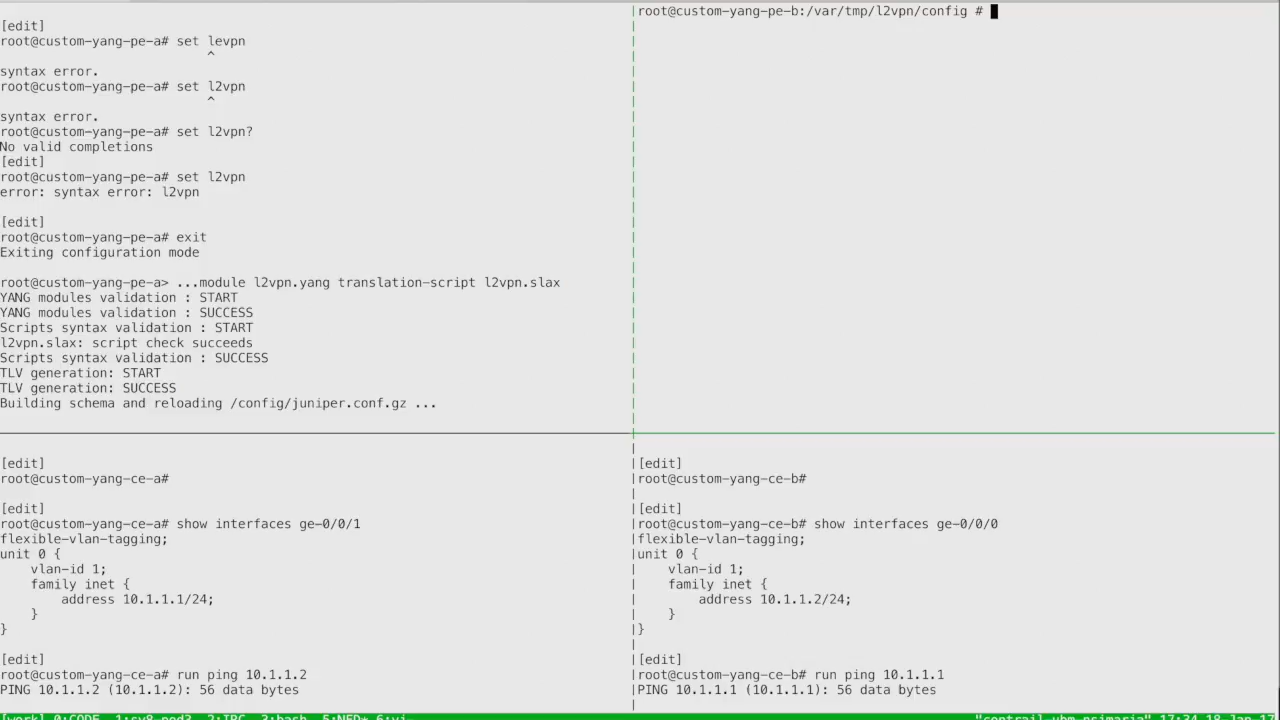 [edit]
root@custom-yang-pe-a# set levpn
^
syntax error.
root@custom-yang-pe-a# set l2vpn
^
syntax error.
root@custom-yang-pe-a# set l2vpn?
No valid completions
[edit]
root@custom-yang-pe-a# set l2vpn
error: syntax error: l2vpn
[edit]
root@custom-yang-pe-a# exit
Exiting configuration mode
root@custom-yang-pe-a> ...module l2vpn.yang translation-script l2vpn.slax
YANG modules validation : START
YANG modules validation : SUCCESS
Scripts syntax validation : START
l2vpn.slax: script check succeeds
Scripts syntax validation : SUCCESS
TLV generation: START
TLV generation: SUCCESS
Building schema and reloading /config/juniper.conf.gz ...
root@custom-yang-pe-b:/var/tmp/l2vpn/config #
[edit]
root@custom-yang-ce-a#
[edit]
root@custom-yang-ce-a# show interfaces ge-0/0/1
flexible-vlan-tagging;
unit 0 {
vlan-id 1;
family inet {
address 10.1.1.1/24;
}
}
[edit]
root@custom-yang-ce-a# run ping 10.1.1.2
PING 10.1.1.2 (10.1.1.2): 56 data bytes
[edit]
root@custom-yang-ce-b#
[edit]
root@custom-yang-ce-b# show interfaces ge-0/0/0
flexible-vlan-tagging;
unit 0 {
vlan-id 1;
family inet {
address 10.1.1.2/24;
}
}
[edit]
root@custom-yang-ce-b# run ping 10.1.1.1
PING 10.1.1.1 (10.1.1.1): 56 data bytes
[work] 0:CODE